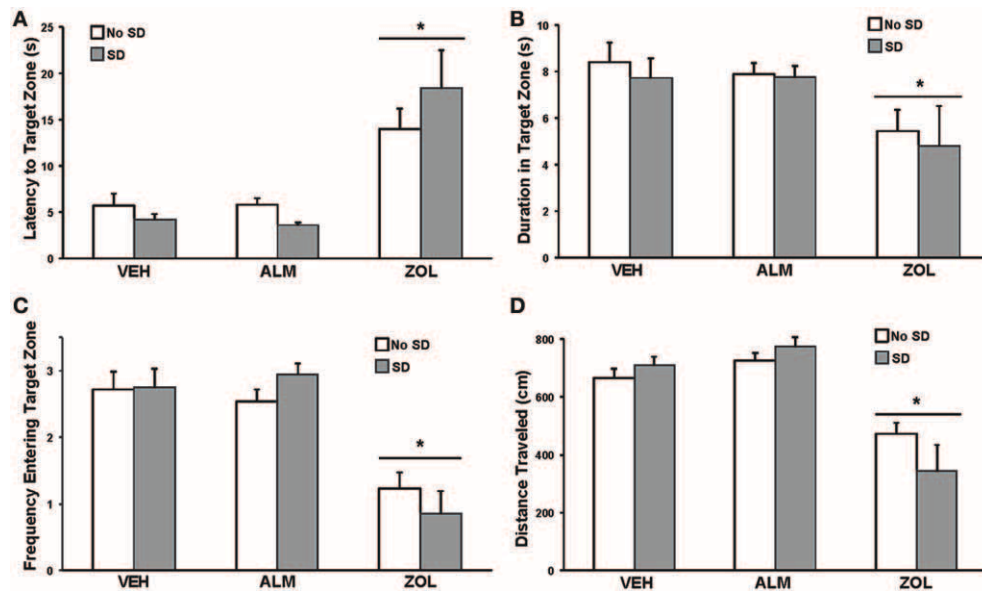 A
Latency to Target Zone (s)
25
20
15
10
5
0
No SD
SD
*
VEH ALM ZOL
B
Duration in Target Zone (s)
10
8
6
4
2
0
No SD
SD
*
VEH ALM ZOL
C
Frequency Entering Target Zone
3
2
1
0
No SD
SD
*
VEH ALM ZOL
D
Distance Traveled (cm)
800
600
400
200
0
No SD
SD
*
VEH ALM ZOL